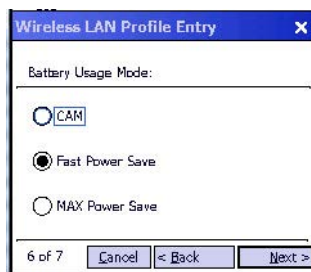 Wireless LAN Profile Entry X
Battery Usage Mode:
CAM
Fast Power Save
MAX Power Save
6 of 7 Cancel < Back Next >